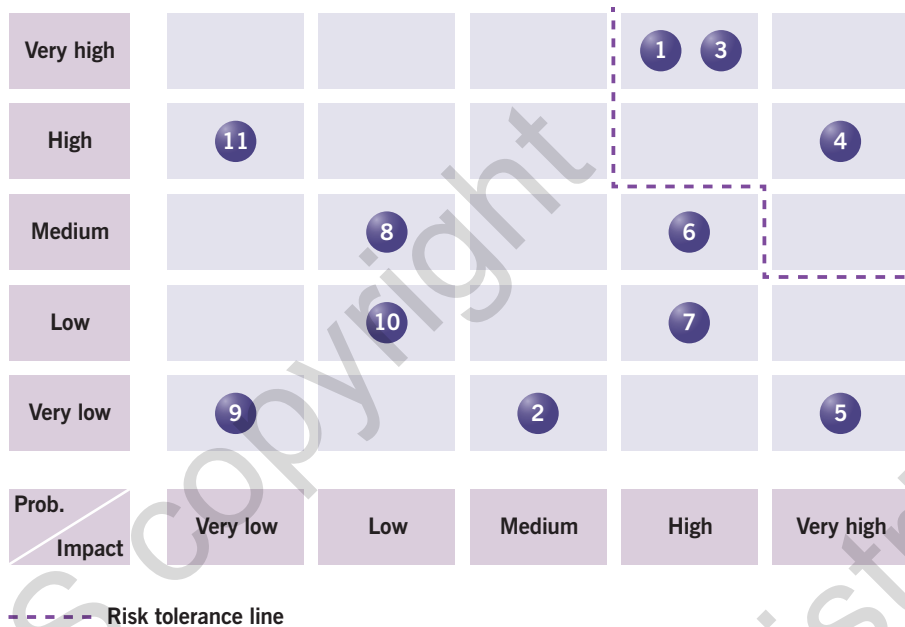 Very high
1 3
High
11 4
Medium
8 6
Low
10 7
Very low
9 2 5
Prob.
Impact
Very low Low Medium High Very high
Risk tolerance line
copyright